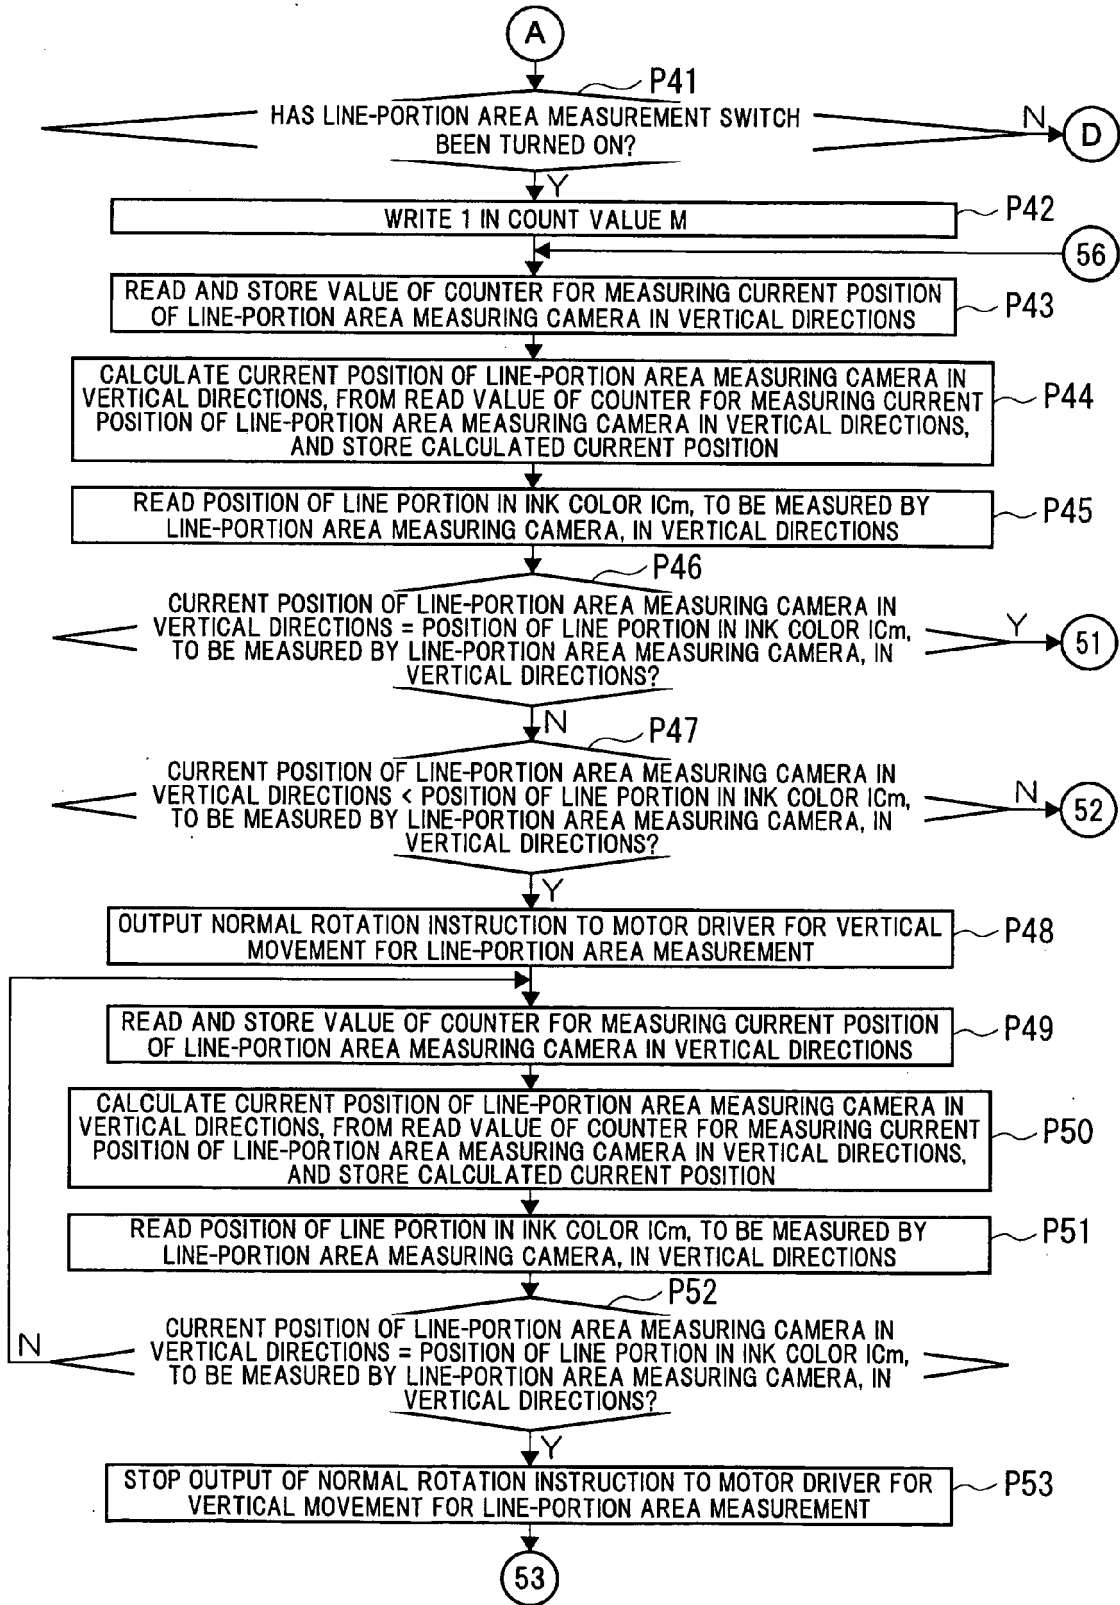 A
P41
HAS LINE-PORTION AREA MEASUREMENT SWITCH
BEEN TURNED ON?
N
D
Y
WRITE 1 IN COUNT VALUE M
P42
56
READ AND STORE VALUE OF COUNTER FOR MEASURING CURRENT POSITION
OF LINE-PORTION AREA MEASURING CAMERA IN VERTICAL DIRECTIONS
P43
CALCULATE CURRENT POSITION OF LINE-PORTION AREA MEASURING CAMERA IN
VERTICAL DIRECTIONS, FROM READ VALUE OF COUNTER FOR MEASURING CURRENT
POSITION OF LINE-PORTION AREA MEASURING CAMERA IN VERTICAL DIRECTIONS,
AND STORE CALCULATED CURRENT POSITION
P44
READ POSITION OF LINE PORTION IN INK COLOR ICm, TO BE MEASURED BY
LINE-PORTION AREA MEASURING CAMERA, IN VERTICAL DIRECTIONS
P45
P46
CURRENT POSITION OF LINE-PORTION AREA MEASURING CAMERA IN
VERTICAL DIRECTIONS = POSITION OF LINE PORTION IN INK COLOR ICm,
TO BE MEASURED BY LINE-PORTION AREA MEASURING CAMERA, IN
VERTICAL DIRECTIONS?
Y
51
N
P47
CURRENT POSITION OF LINE-PORTION AREA MEASURING CAMERA IN
VERTICAL DIRECTIONS < POSITION OF LINE PORTION IN INK COLOR ICm,
TO BE MEASURED BY LINE-PORTION AREA MEASURING CAMERA, IN
VERTICAL DIRECTIONS?
N
52
Y
OUTPUT NORMAL ROTATION INSTRUCTION TO MOTOR DRIVER FOR VERTICAL
MOVEMENT FOR LINE-PORTION AREA MEASUREMENT
P48
READ AND STORE VALUE OF COUNTER FOR MEASURING CURRENT POSITION
OF LINE-PORTION AREA MEASURING CAMERA IN VERTICAL DIRECTIONS
P49
CALCULATE CURRENT POSITION OF LINE-PORTION AREA MEASURING CAMERA IN
VERTICAL DIRECTIONS, FROM READ VALUE OF COUNTER FOR MEASURING CURRENT
POSITION OF LINE-PORTION AREA MEASURING CAMERA IN VERTICAL DIRECTIONS,
AND STORE CALCULATED CURRENT POSITION
P50
READ POSITION OF LINE PORTION IN INK COLOR ICm, TO BE MEASURED BY
LINE-PORTION AREA MEASURING CAMERA, IN VERTICAL DIRECTIONS
P51
P52
CURRENT POSITION OF LINE-PORTION AREA MEASURING CAMERA IN
VERTICAL DIRECTIONS = POSITION OF LINE PORTION IN INK COLOR ICm,
TO BE MEASURED BY LINE-PORTION AREA MEASURING CAMERA, IN
VERTICAL DIRECTIONS?
N
Y
STOP OUTPUT OF NORMAL ROTATION INSTRUCTION TO MOTOR DRIVER FOR
VERTICAL MOVEMENT FOR LINE-PORTION AREA MEASUREMENT
P53
53